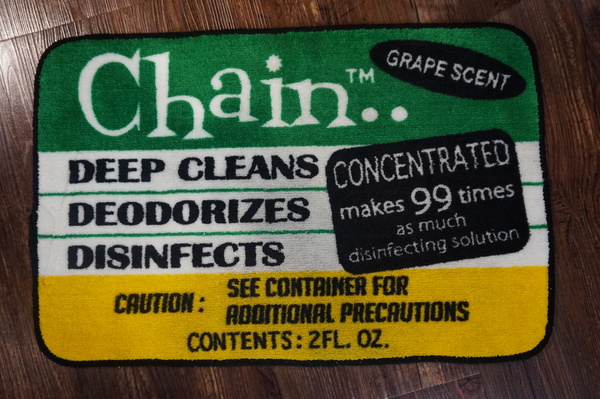 Chain..™
GRAPE SCENT
DEEP CLEANS
DEODORIZES
DISINFECTS
CONCENTRATED
makes 99 times
as much
disinfecting solution
CAUTION: SEE CONTAINER FOR
ADDITIONAL PRECAUTIONS
CONTENTS: 2FL. OZ.